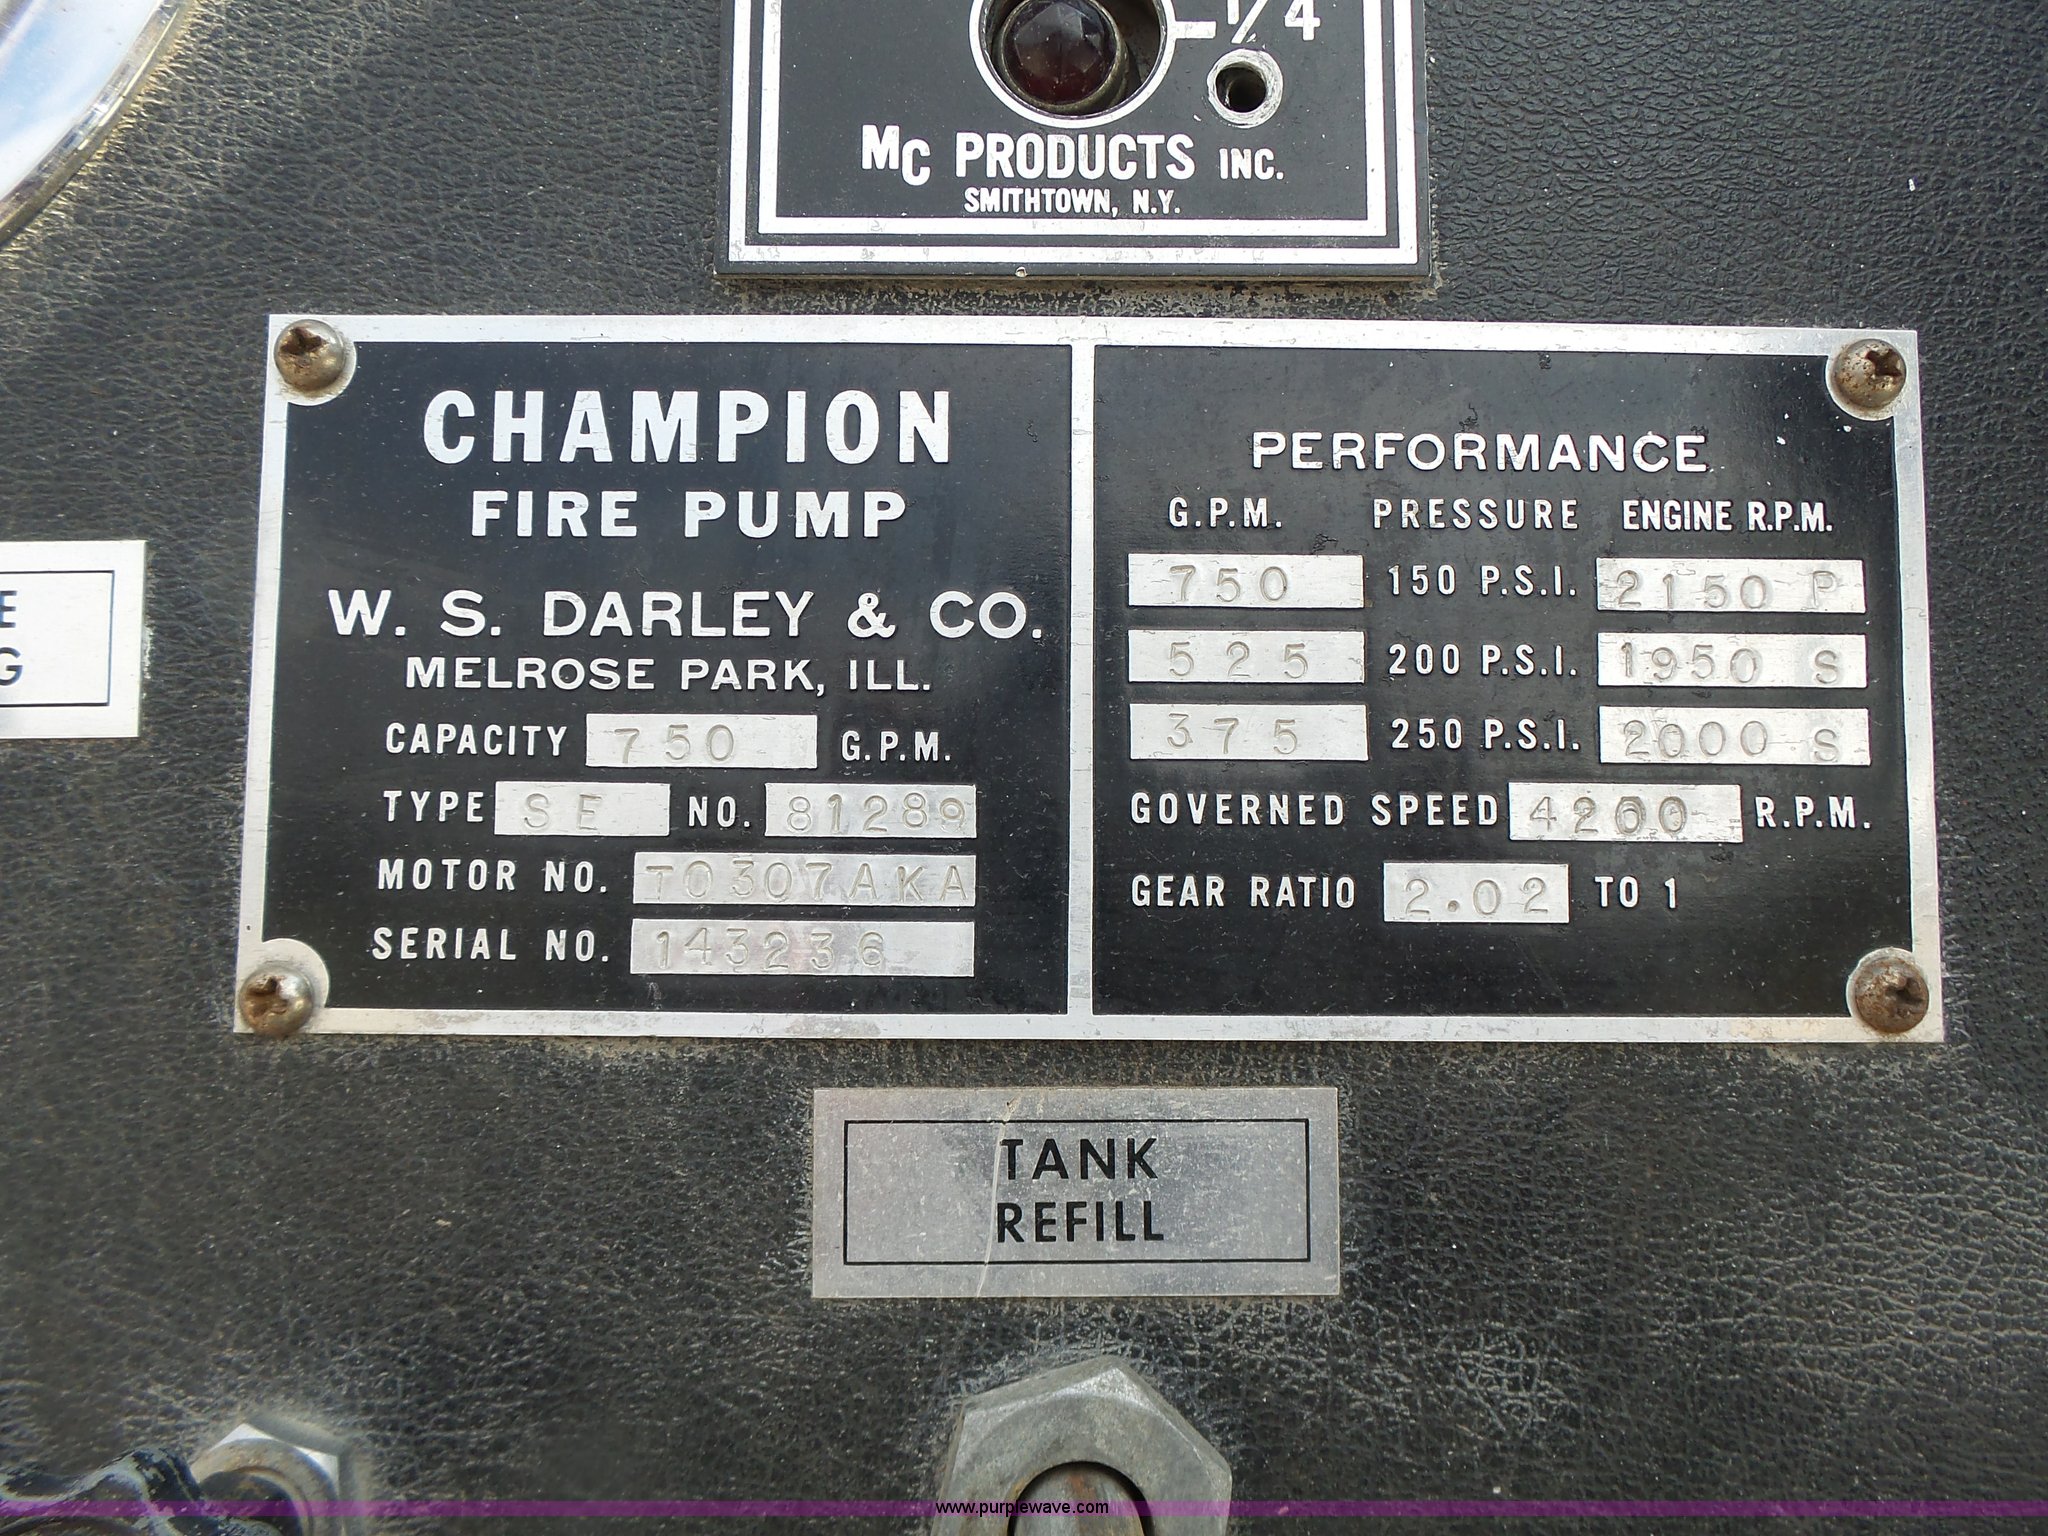 1/4
MC PRODUCTS INC.
SMITHTOWN, N.Y.
CHAMPION
FIRE PUMP
W. S. DARLEY & CO.
MELROSE PARK, ILL.
CAPACITY 750 G.P.M.
TYPE SE NO. 81289
MOTOR NO. TO307AKA
SERIAL NO. 143236
PERFORMANCE
G.P.M. PRESSURE ENGINE R.P.M.
750 150 P.S.I. 2150 P
525 200 P.S.I. 1950 S
375 250 P.S.I. 2000 S
GOVERNED SPEED 4200 R.P.M.
GEAR RATIO 2.02 TO 1
E
G
TANK
REFILL
www.purplewave.com